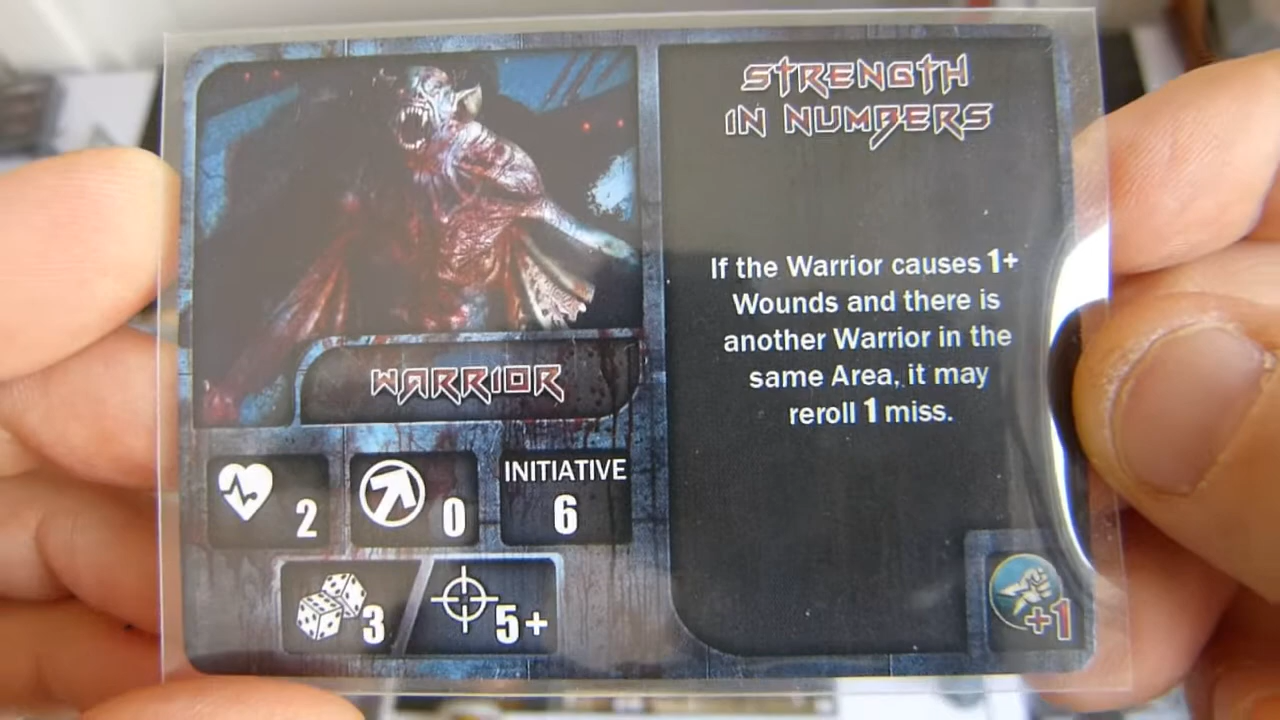 STRENGTH
IN NUMBERS
If the Warrior causes 1+
Wounds and there is
another Warrior in the
same Area, it may
reroll 1 miss.
WARRIOR
2
0
INITIATIVE
6
3
5+
+1